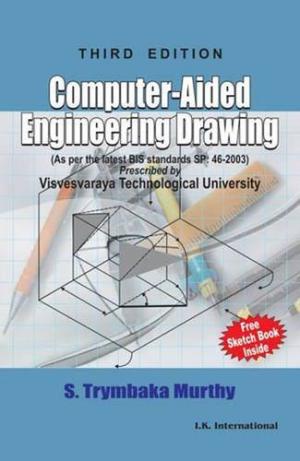 THIRD EDITION
Computer-Aided
Engineering Drawing
(As per the latest BIS standards SP: 46-2003)
Prescribed by
Visvesvaraya Technological University
Free
Sketch Book
Inside
S. Trymbaka Murthy
I.K. International